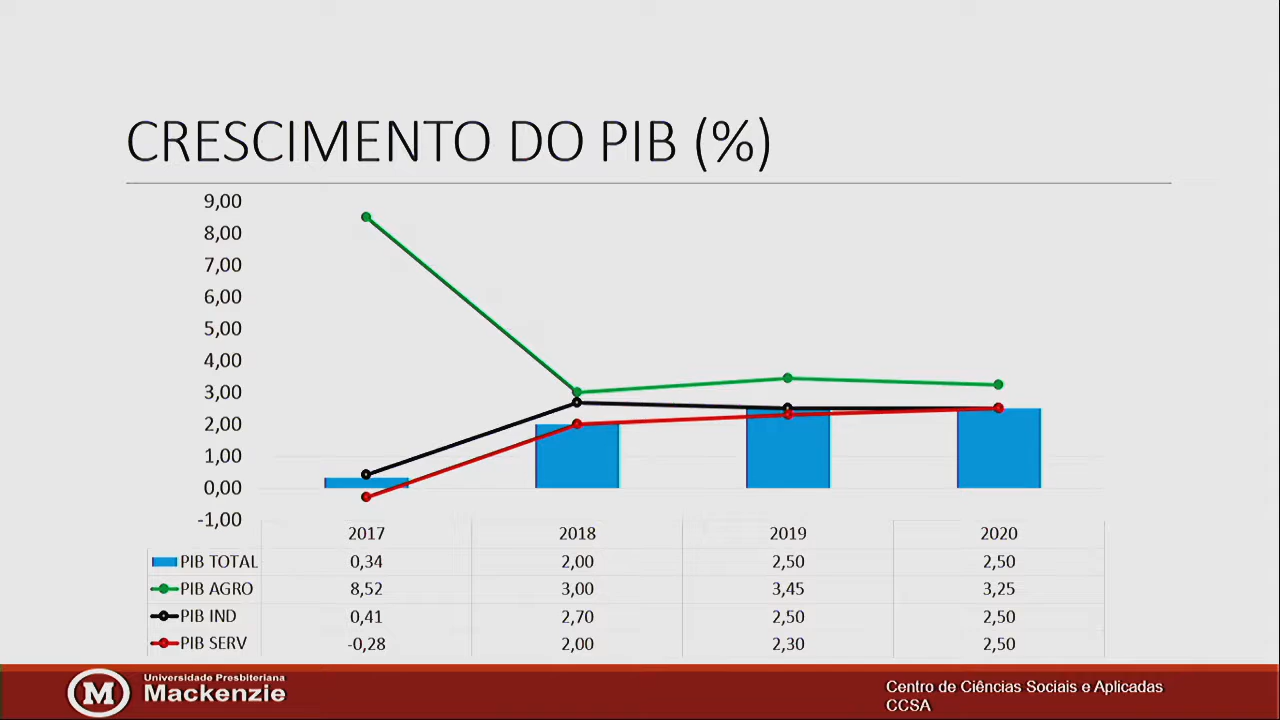 CRESCIMENTO DO PIB (%)
9,00
8,00
7,00
6,00
5,00
4,00
3,00
2,00
1,00
0,00
-1,00
2017 2018 2019 2020
PIB TOTAL 0,34 2,00 2,50 2,50
PIB AGRO 8,52 3,00 3,45 3,25
PIB IND 0,41 2,70 2,50 2,50
PIB SERV -0,28 2,00 2,30 2,50
M
Universidade Presbiteriana
Mackenzie
Centro de Ciências Sociais e Aplicadas
CCSA